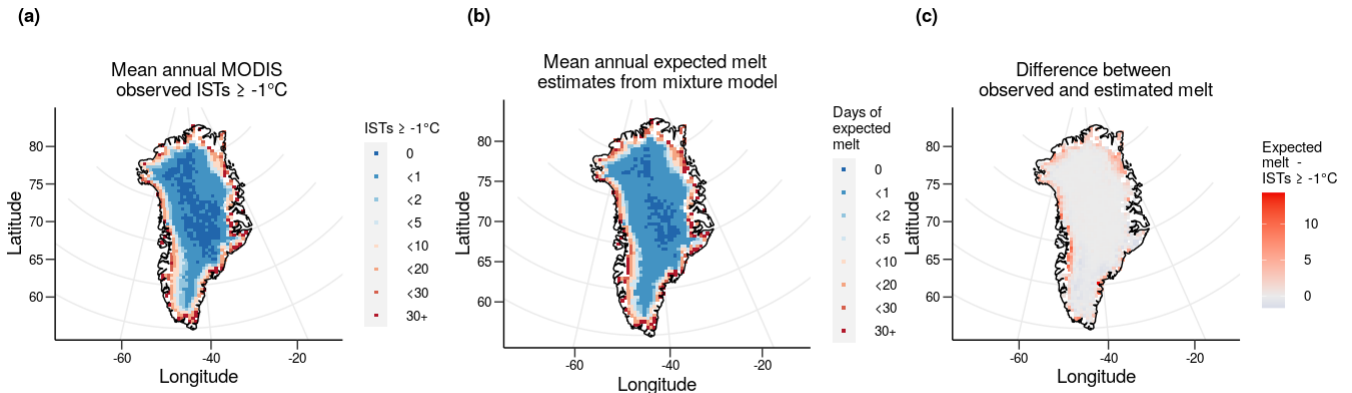 (a)
Mean annual MODIS
observed ISTs ≥ -1°C
80
75
70
65
60
Latitude
-60
-40
-20
Longitude
ISTs ≥ -1°C
0
<1
<2
<5
<10
<20
<30
30+
(b)
Mean annual expected melt
estimates from mixture model
80
75
70
65
60
Latitude
-60
-40
-20
Longitude
Days of
expected
melt
0
<1
<2
<5
<10
<20
<30
30+
(c)
Difference between
observed and estimated melt
80
75
70
65
60
Latitude
-60
-40
-20
Longitude
Expected
melt -
ISTs ≥ -1°C
10
5
0